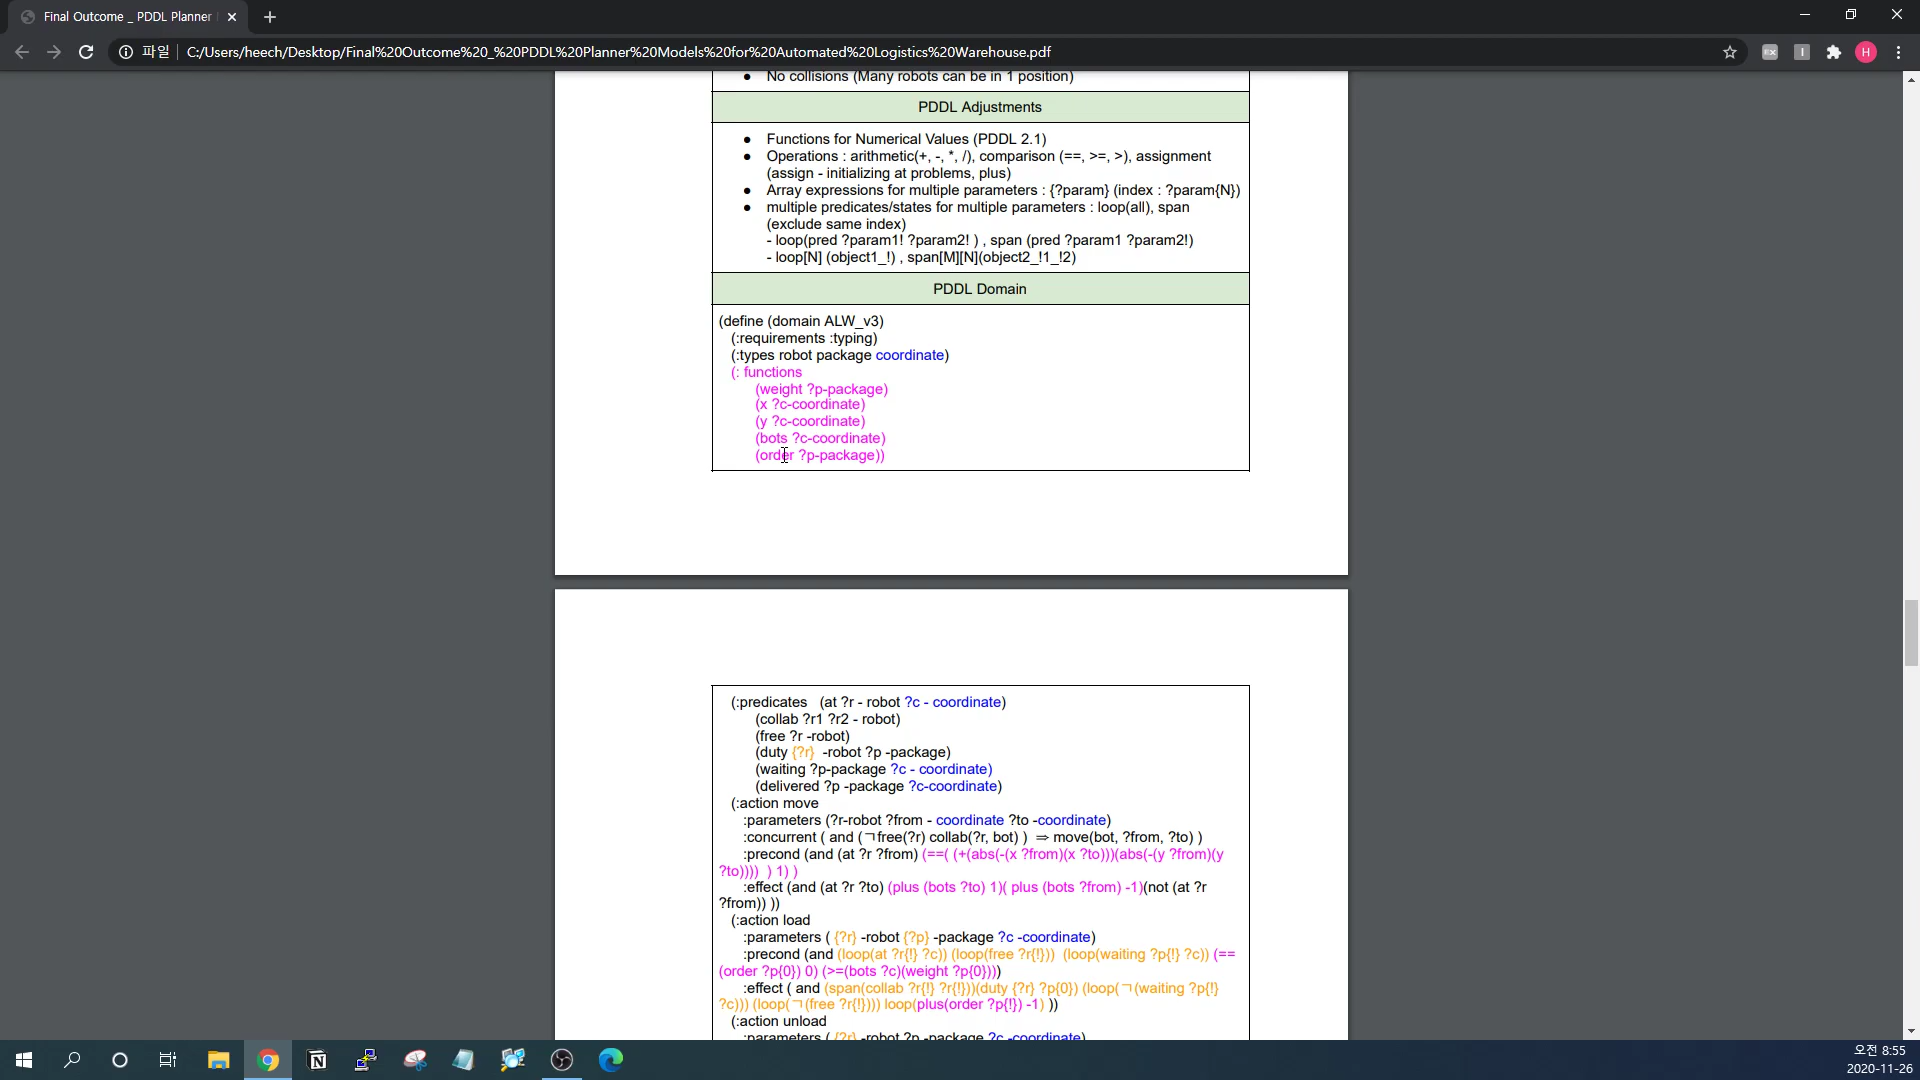 Final Outcome _ PDDL Planner
파일
C:/Users/heech/Desktop/Final%20Outcome%20_%20PDDL%20Planner%20Models%20for%20Automated%20Logistics%20Warehouse.pdf
EX
I
H
● No collisions (Many robots can be in 1 position)
PDDL Adjustments
● Functions for Numerical Values (PDDL 2.1)
● Operations : arithmetic(+, -, *, /), comparison (==, >=, >), assignment
(assign - initializing at problems, plus)
● Array expressions for multiple parameters : {?param} (index : ?param{N})
● multiple predicates/states for multiple parameters : loop(all), span
(exclude same index)
- loop(pred ?param1! ?param2! ) , span (pred ?param1 ?param2!)
- loop[N] (object1_!) , span[M][N](object2_!1_!2)
PDDL Domain
(define (domain ALW_v3)
(:requirements :typing)
(:types robot package coordinate)
(: functions
(weight ?p-package)
(x ?c-coordinate)
(y ?c-coordinate)
(bots ?c-coordinate)
(order ?p-package))
(:predicates (at ?r - robot ?c - coordinate)
(collab ?r1 ?r2 - robot)
(free ?r -robot)
(duty {?r} -robot ?p -package)
(waiting ?p-package ?c - coordinate)
(delivered ?p -package ?c-coordinate)
(:action move
:parameters (?r-robot ?from - coordinate ?to -coordinate)
:concurrent ( and (ㄱfree(?r) collab(?r, bot) ) ⇒ move(bot, ?from, ?to) )
:precond (and (at ?r ?from) (==( (+(abs(-(x ?from)(x ?to)))(abs(-(y ?from)(y
?to)))) ) 1) )
:effect (and (at ?r ?to) (plus (bots ?to) 1)( plus (bots ?from) -1)(not (at ?r
?from)) ))
(:action load
:parameters ( {?r} -robot {?p} -package ?c -coordinate)
:precond (and (loop(at ?r{!} ?c)) (loop(free ?r{!})) (loop(waiting ?p{!} ?c)) (==
(order ?p{0}) 0) (>=(bots ?c)(weight ?p{0})))
:effect ( and (span(collab ?r{!} ?r{!}))(duty {?r} ?p{0}) (loop(ㄱ(waiting ?p{!}
?c))) (loop(ㄱ(free ?r{!}))) loop(plus(order ?p{!}) -1) ))
(:action unload
:parameters ( {?r} -robot ?p -package ?c -coordinate)
오전 8:55
2020-11-26